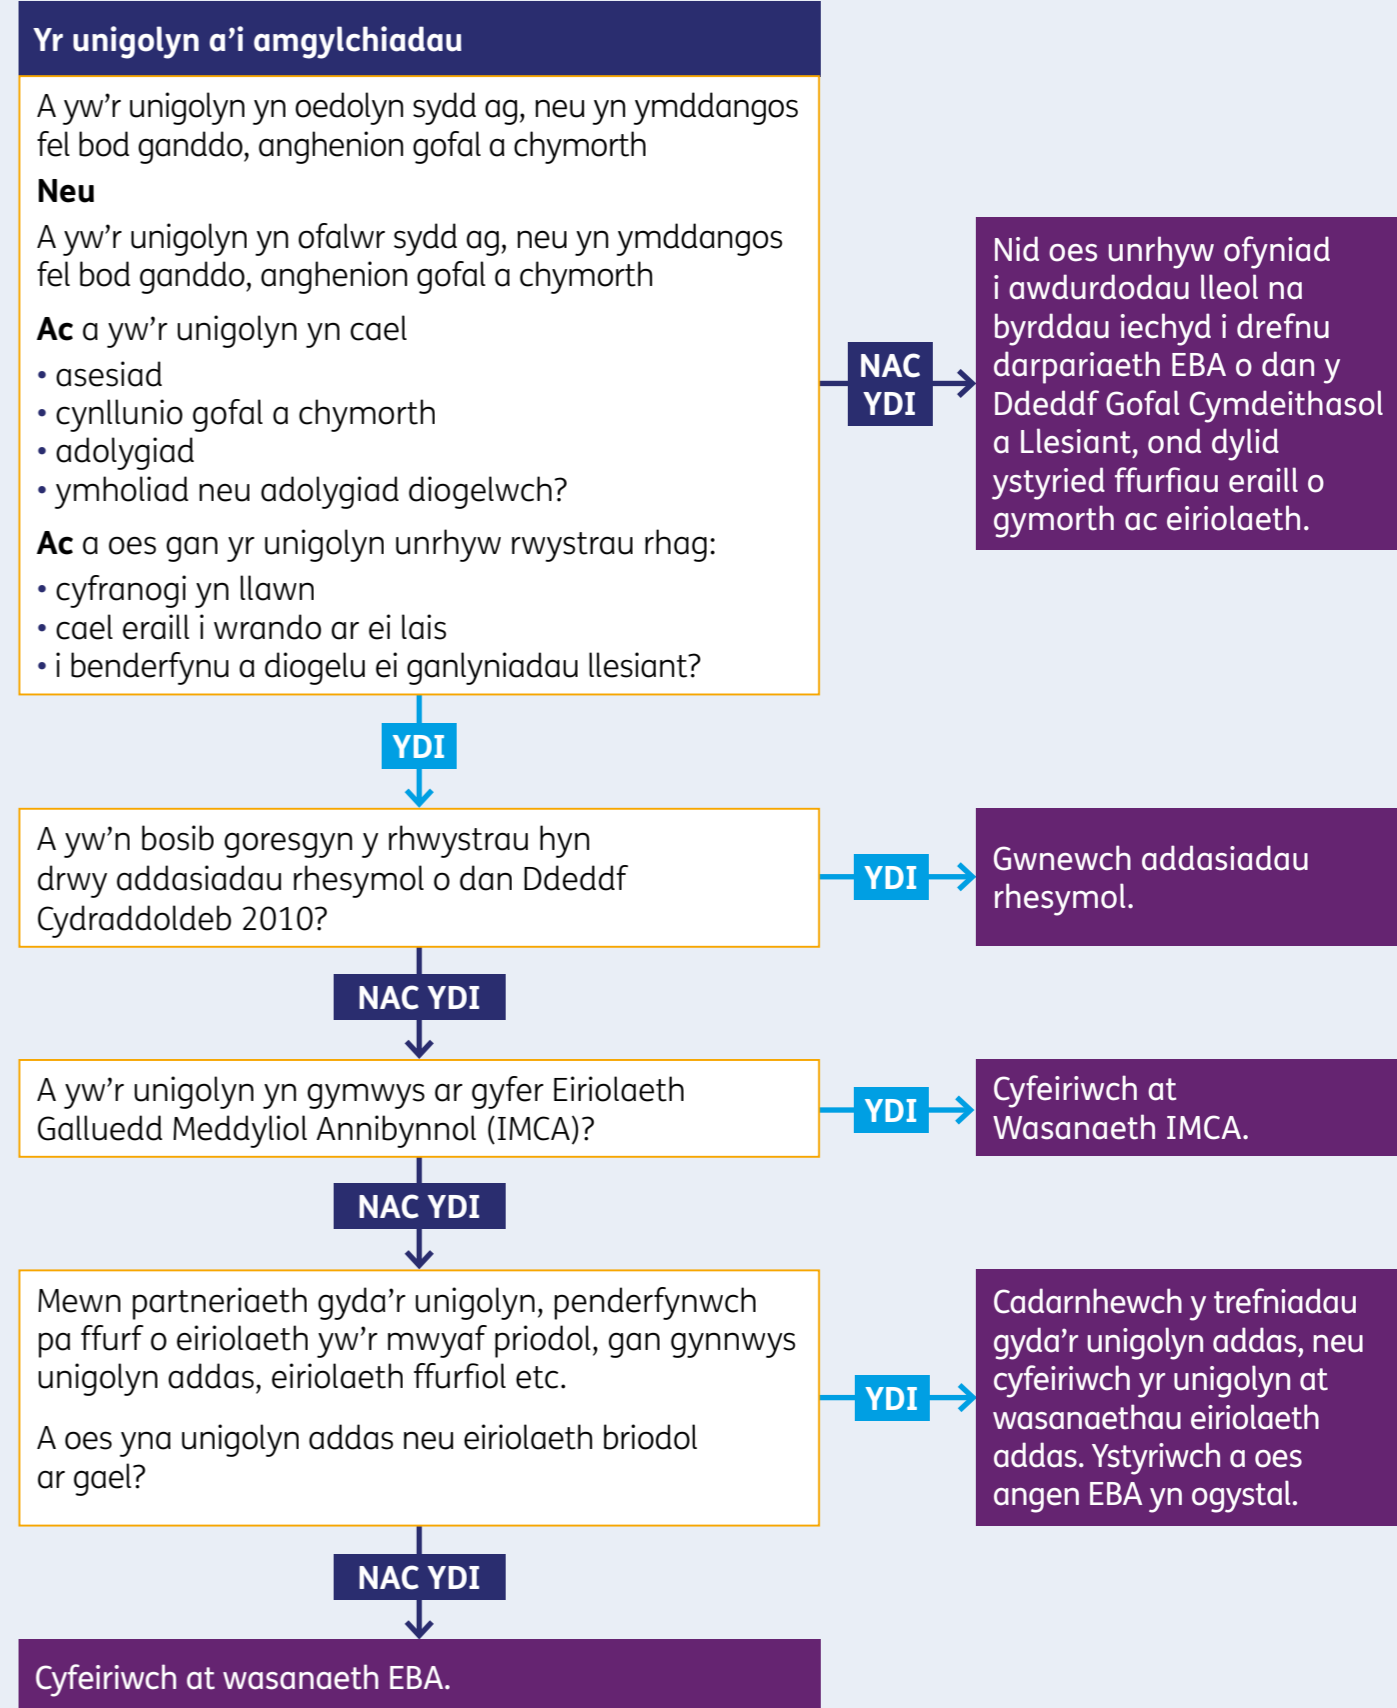 Yr unigolyn a’i amgylchiadau
A yw’r unigolyn yn oedolyn sydd ag, neu yn ymddangos
fel bod ganddo, anghenion gofal a chymorth
Neu
A yw’r unigolyn yn ofalwr sydd ag, neu yn ymddangos
fel bod ganddo, anghenion gofal a chymorth
Ac a yw’r unigolyn yn cael
• asesiad
• cynllunio gofal a chymorth
• adolygiad
• ymholiad neu adolygiad diogelwch?
Ac a oes gan yr unigolyn unrhyw rwystrau rhag:
• cyfranogi yn llawn
• cael eraill i wrando ar ei lais
• i benderfynu a diogelu ei ganlyniadau llesiant?
NAC
YDI
Nid oes unrhyw ofyniad
i awdurdodau lleol na
byrddau iechyd i drefnu
darpariaeth EBA o dan y
Ddeddf Gofal Cymdeithasol
a Llesiant, ond dylid
ystyried ffurfiau eraill o
gymorth ac eiriolaeth.
YDI
A yw’n bosib goresgyn y rhwystrau hyn
drwy addasiadau rhesymol o dan Ddeddf
Cydraddoldeb 2010?
YDI
Gwnewch addasiadau
rhesymol.
NAC YDI
A yw’r unigolyn yn gymwys ar gyfer Eiriolaeth
Galluedd Meddyliol Annibynnol (IMCA)?
YDI
Cyfeiriwch at
Wasanaeth IMCA.
NAC YDI
Mewn partneriaeth gyda’r unigolyn, penderfynwch
pa ffurf o eiriolaeth yw’r mwyaf priodol, gan gynnwys
unigolyn addas, eiriolaeth ffurfiol etc.
A oes yna unigolyn addas neu eiriolaeth briodol
ar gael?
YDI
Cadarnhewch y trefniadau
gyda’r unigolyn addas, neu
cyfeiriwch yr unigolyn at
wasanaethau eiriolaeth
addas. Ystyriwch a oes
angen EBA yn ogystal.
NAC YDI
Cyfeiriwch at wasanaeth EBA.